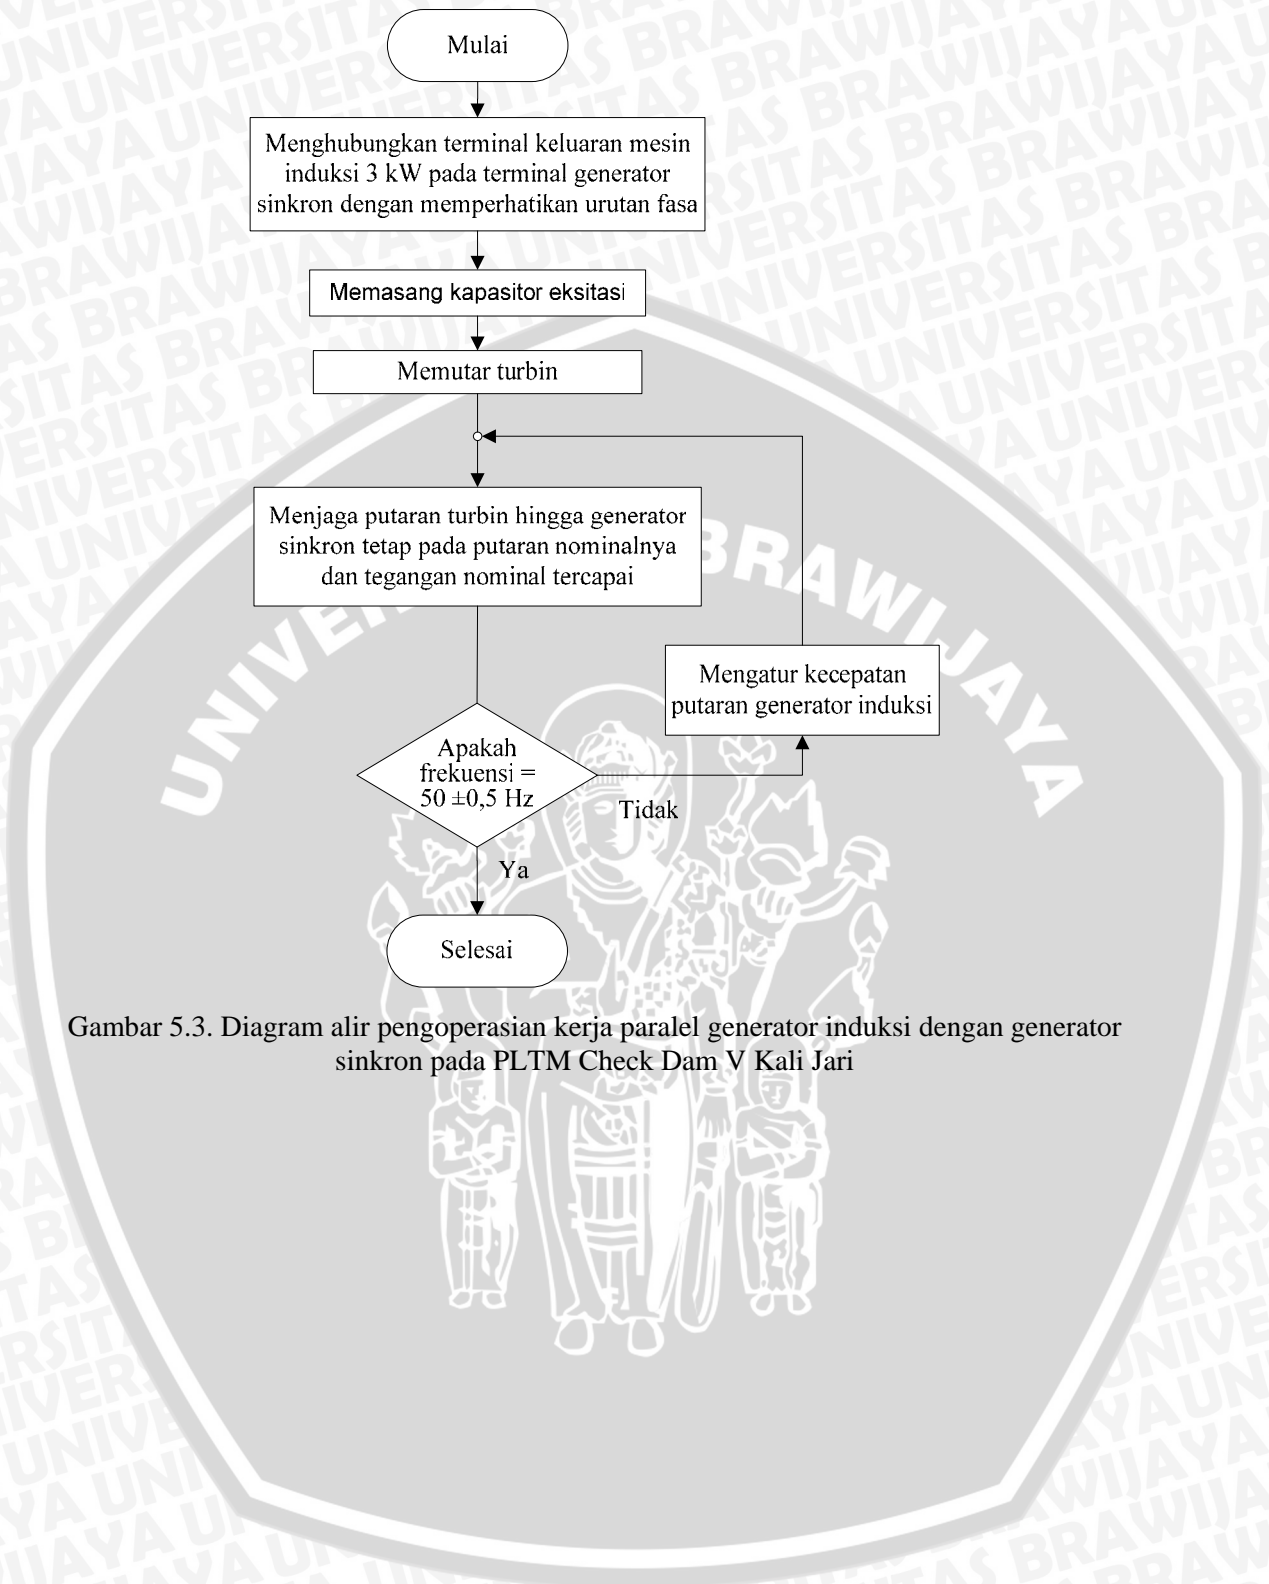 Mulai
Menghubungkan terminal keluaran mesin
induksi 3 kW pada terminal generator
sinkron dengan memperhatikan urutan fasa
Memasang kapasitor eksitasi
Memutar turbin
Menjaga putaran turbin hingga generator
sinkron tetap pada putaran nominalnya
dan tegangan nominal tercapai
Mengatur kecepatan
putaran generator induksi
Apakah
frekuensi =
50 ±0,5 Hz
Tidak
Ya
Selesai
Gambar 5.3. Diagram alir pengoperasian kerja paralel generator induksi dengan generator
sinkron pada PLTM Check Dam V Kali Jari
BRAWIJAYA